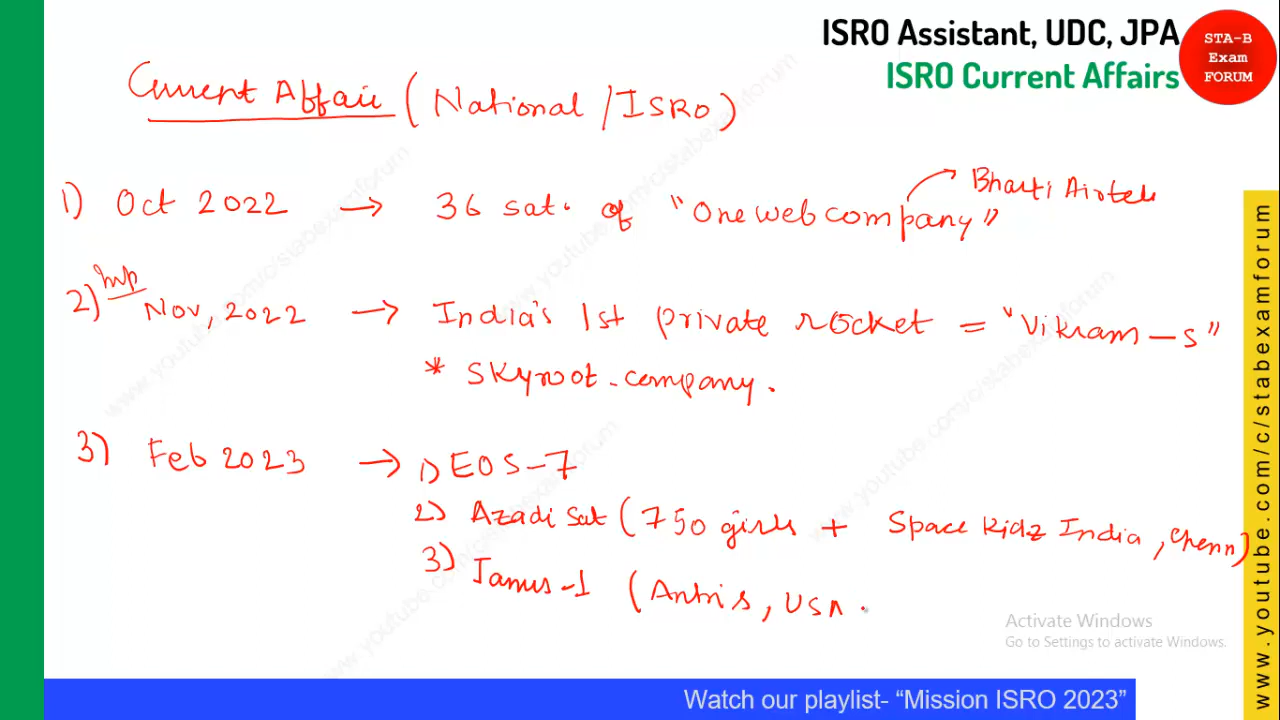 ISRO Assistant, UDC, JPA
ISRO Current Affairs
STA-B
Exam
FORUM
Current Affair (National/ISRO)
1) Oct 2022 → 36 sat. of "Oneweb company" → Bharti Airtel
2) Imp Nov, 2022 → India's 1st private rocket = "Vikram-S"
* Skyroot company.
3) Feb 2023 → 1) EOS-7
2) Azadi Sat (750 girls + Space Kidz India, Chenn)
3) Janus-1 (Antris, USA.
Activate Windows
Go to Settings to activate Windows.
www.youtube.com/c/stabexamforum
Watch our playlist- “Mission ISRO 2023”